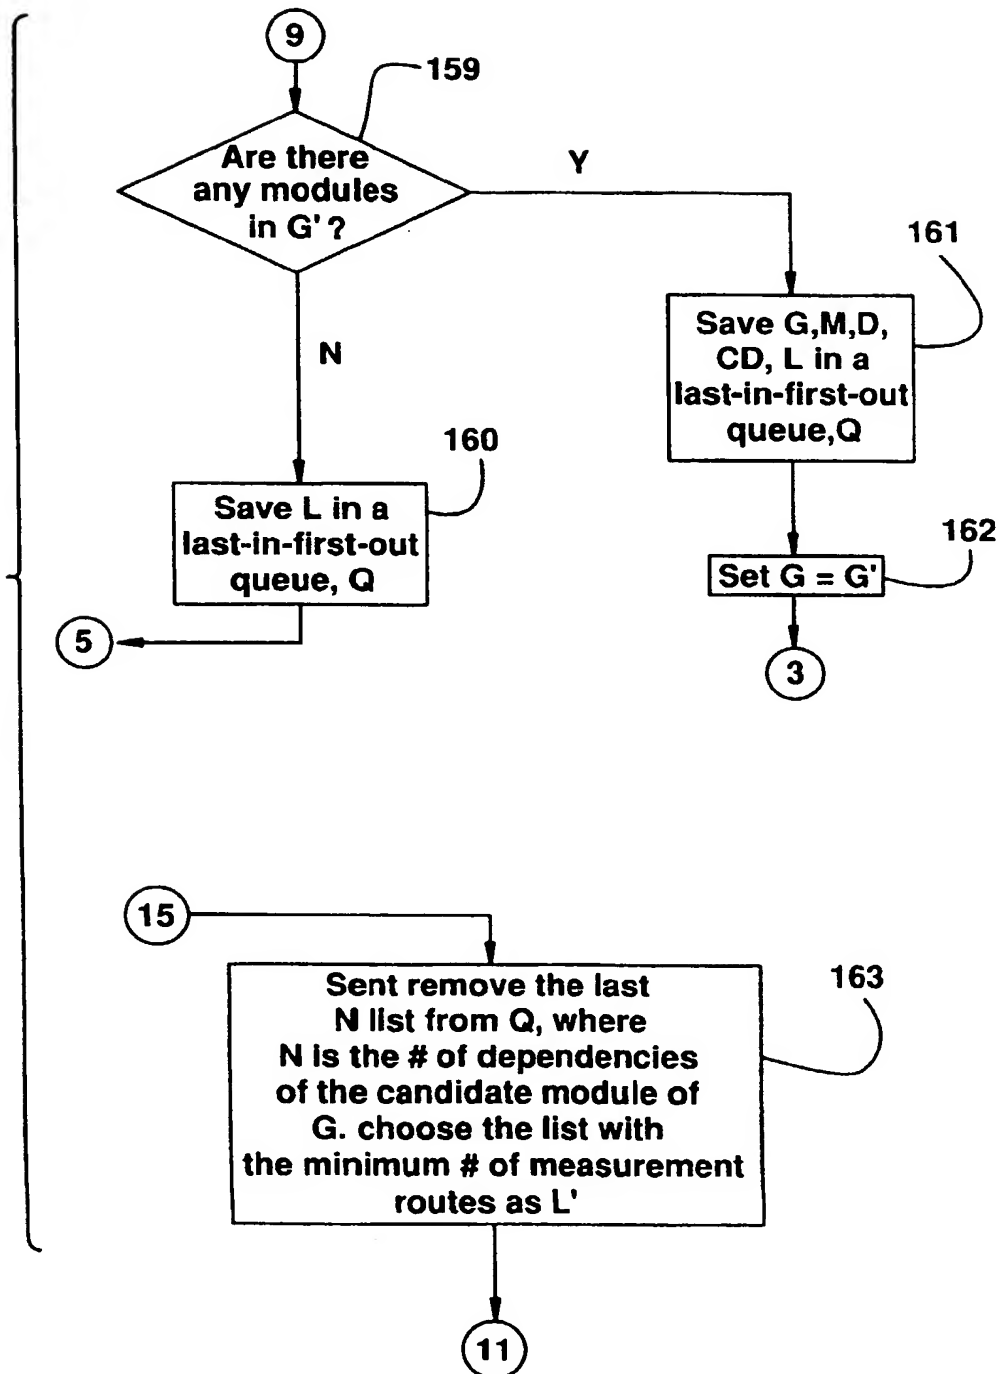 9
159
Are there
any modules
in G' ?
Y
N
161
Save G,M,D,
CD, L in a
last-in-first-out
queue,Q
160
Save L in a
last-in-first-out
queue, Q
162
Set G = G'
5
3
15
163
Sent remove the last
N list from Q, where
N is the # of dependencies
of the candidate module of
G. choose the list with
the minimum # of measurement
routes as L'
11